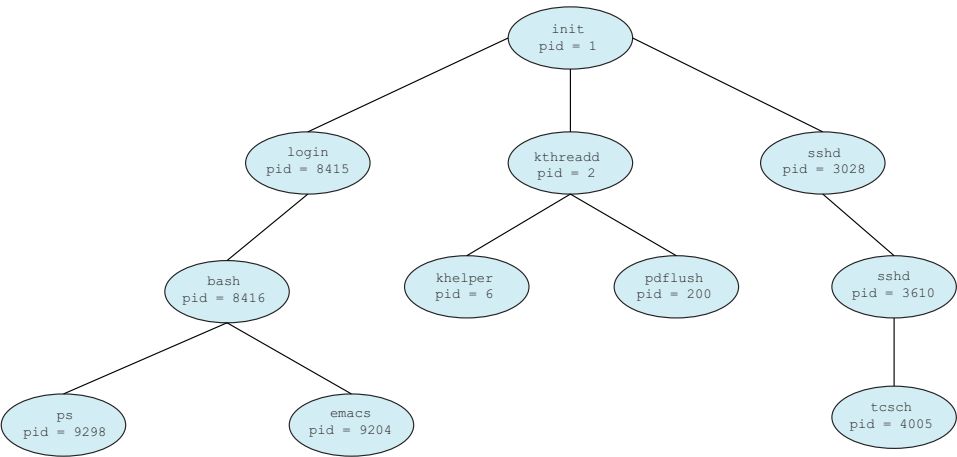 init
pid = 1
login
pid = 8415
kthreadd
pid = 2
sshd
pid = 3028
bash
pid = 8416
khelper
pid = 6
pdflush
pid = 200
sshd
pid = 3610
ps
pid = 9298
emacs
pid = 9204
tcsch
pid = 4005